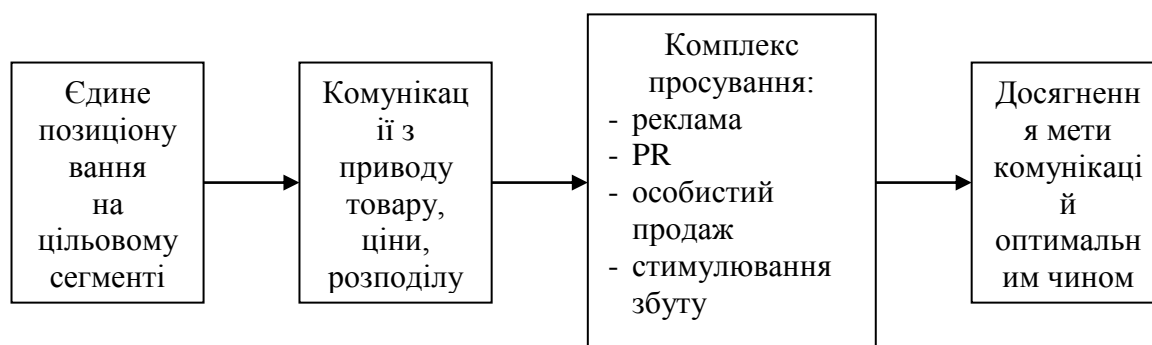 Єдине
позиціону
вання
на
цільовому
сегменті
Комунікац
ії з
приводу
товару,
ціни,
розподілу
Комплекс
просування:
- реклама
- PR
- особистий
продаж
- стимулювання
збуту
Досягненн
я мети
комунікаці
й
оптимальн
им чином